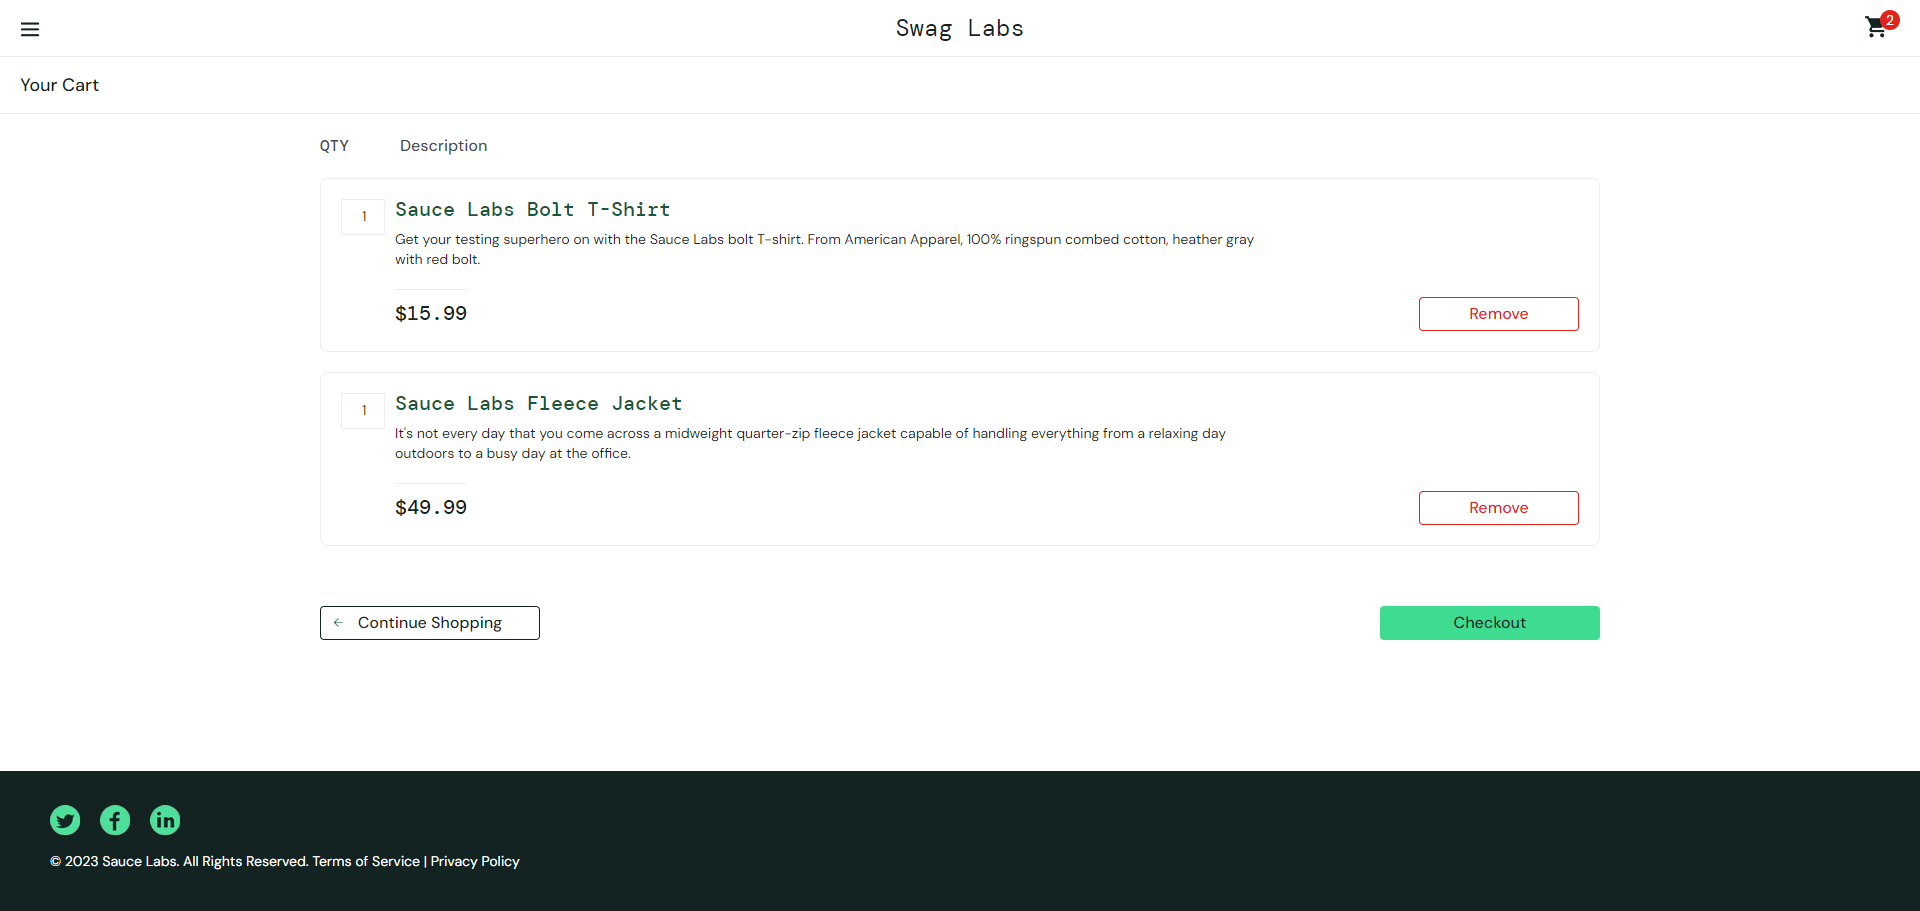 Swag Labs
2
Your Cart
QTY Description
1
Sauce Labs Bolt T-Shirt
Get your testing superhero on with the Sauce Labs bolt T-shirt. From American Apparel, 100% ringspun combed cotton, heather gray
with red bolt.
$15.99
Remove
1
Sauce Labs Fleece Jacket
It's not every day that you come across a midweight quarter-zip fleece jacket capable of handling everything from a relaxing day
outdoors to a busy day at the office.
$49.99
Remove
Continue Shopping
Checkout
© 2023 Sauce Labs. All Rights Reserved. Terms of Service | Privacy Policy